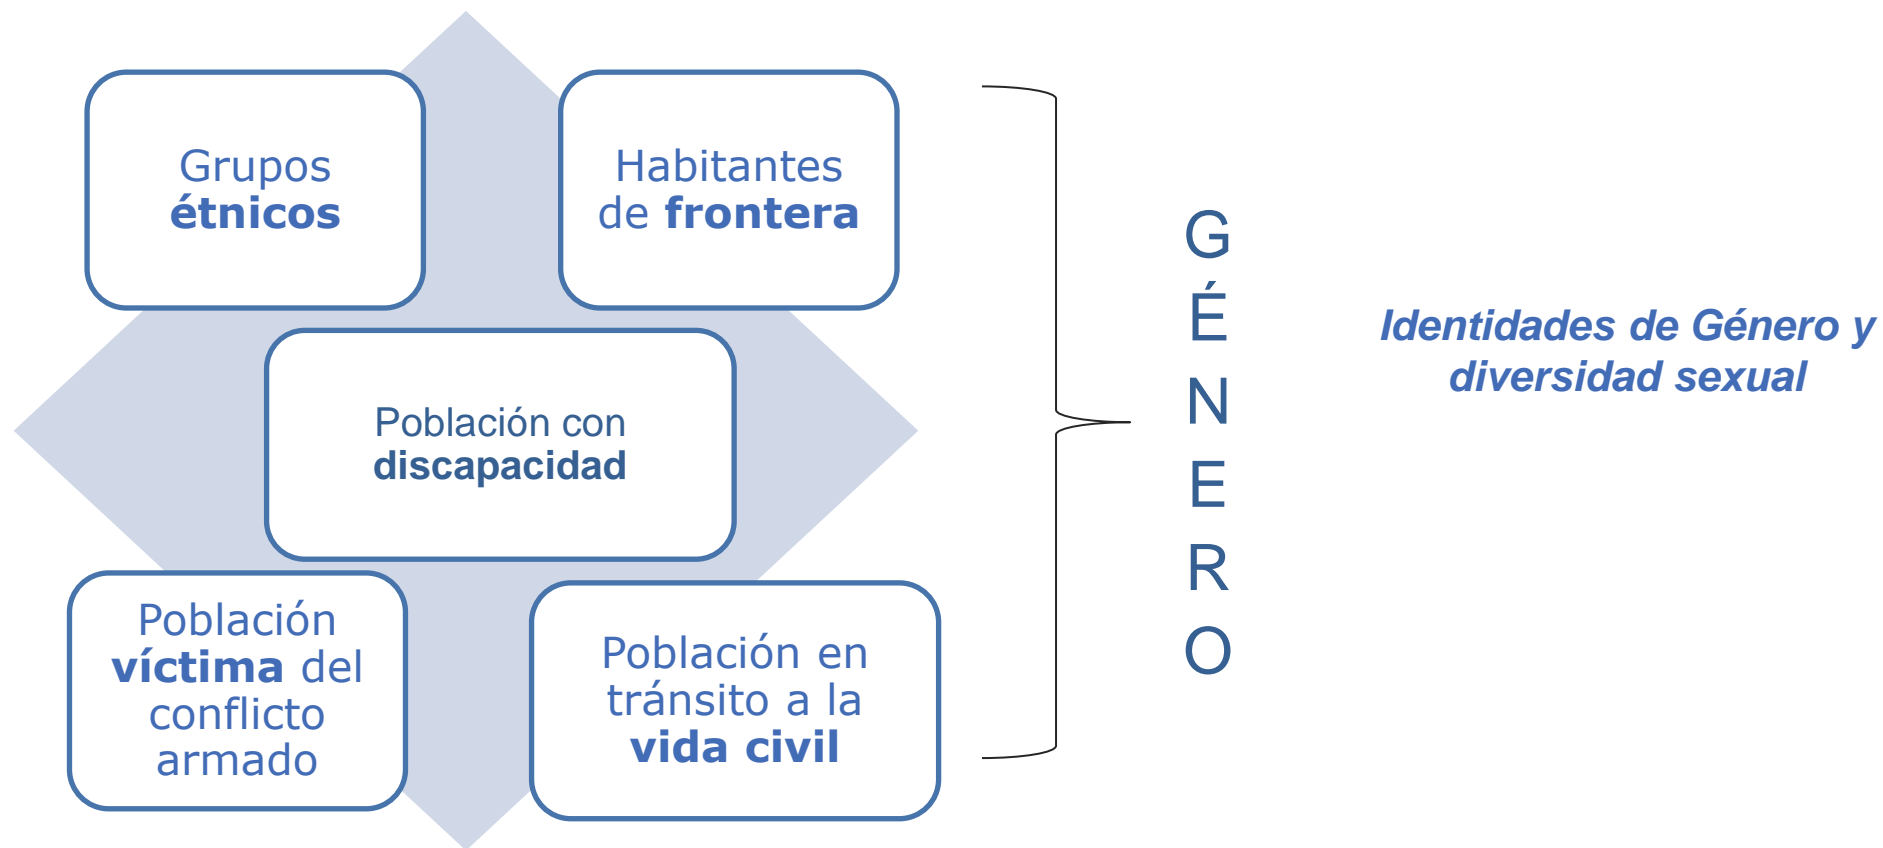 Grupos
étnicos
Habitantes
de frontera
Población con
discapacidad
Población
víctima del
conflicto
armado
Población en
tránsito a la
vida civil
G
É
N
E
R
O
Identidades de Género y
diversidad sexual